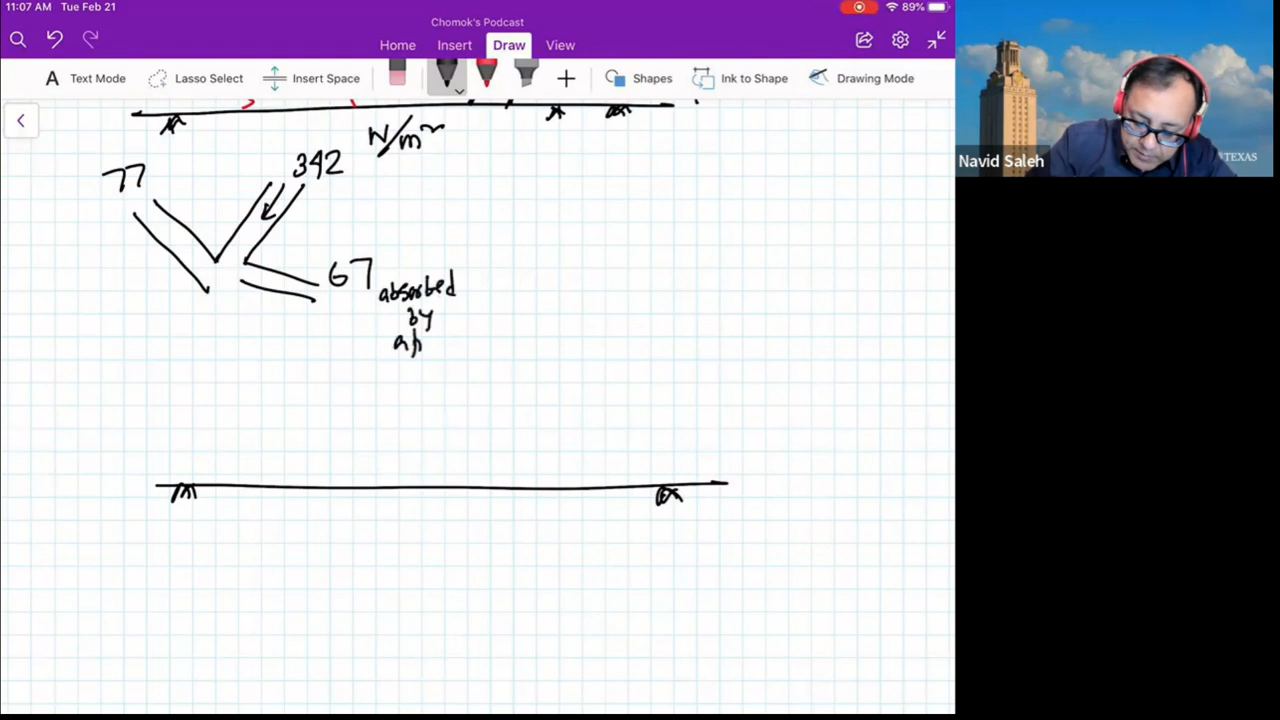 11:07 AM Tue Feb 21
89%
Chomok's Podcast
Home Insert Draw View
Text Mode Lasso Select Insert Space Shapes Ink to Shape Drawing Mode
W/m²
77
342
67 absorbed
by
Navid Saleh
TEXAS